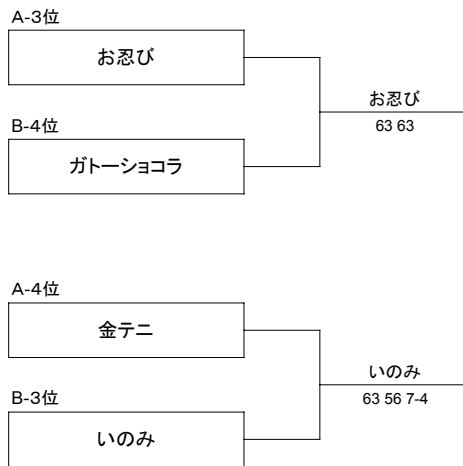 A-3位
お忍び
お忍び
63 63
B-4位
ガトーショコラ
A-4位
金テニ
いのみ
63 56 7-4
B-3位
いのみ